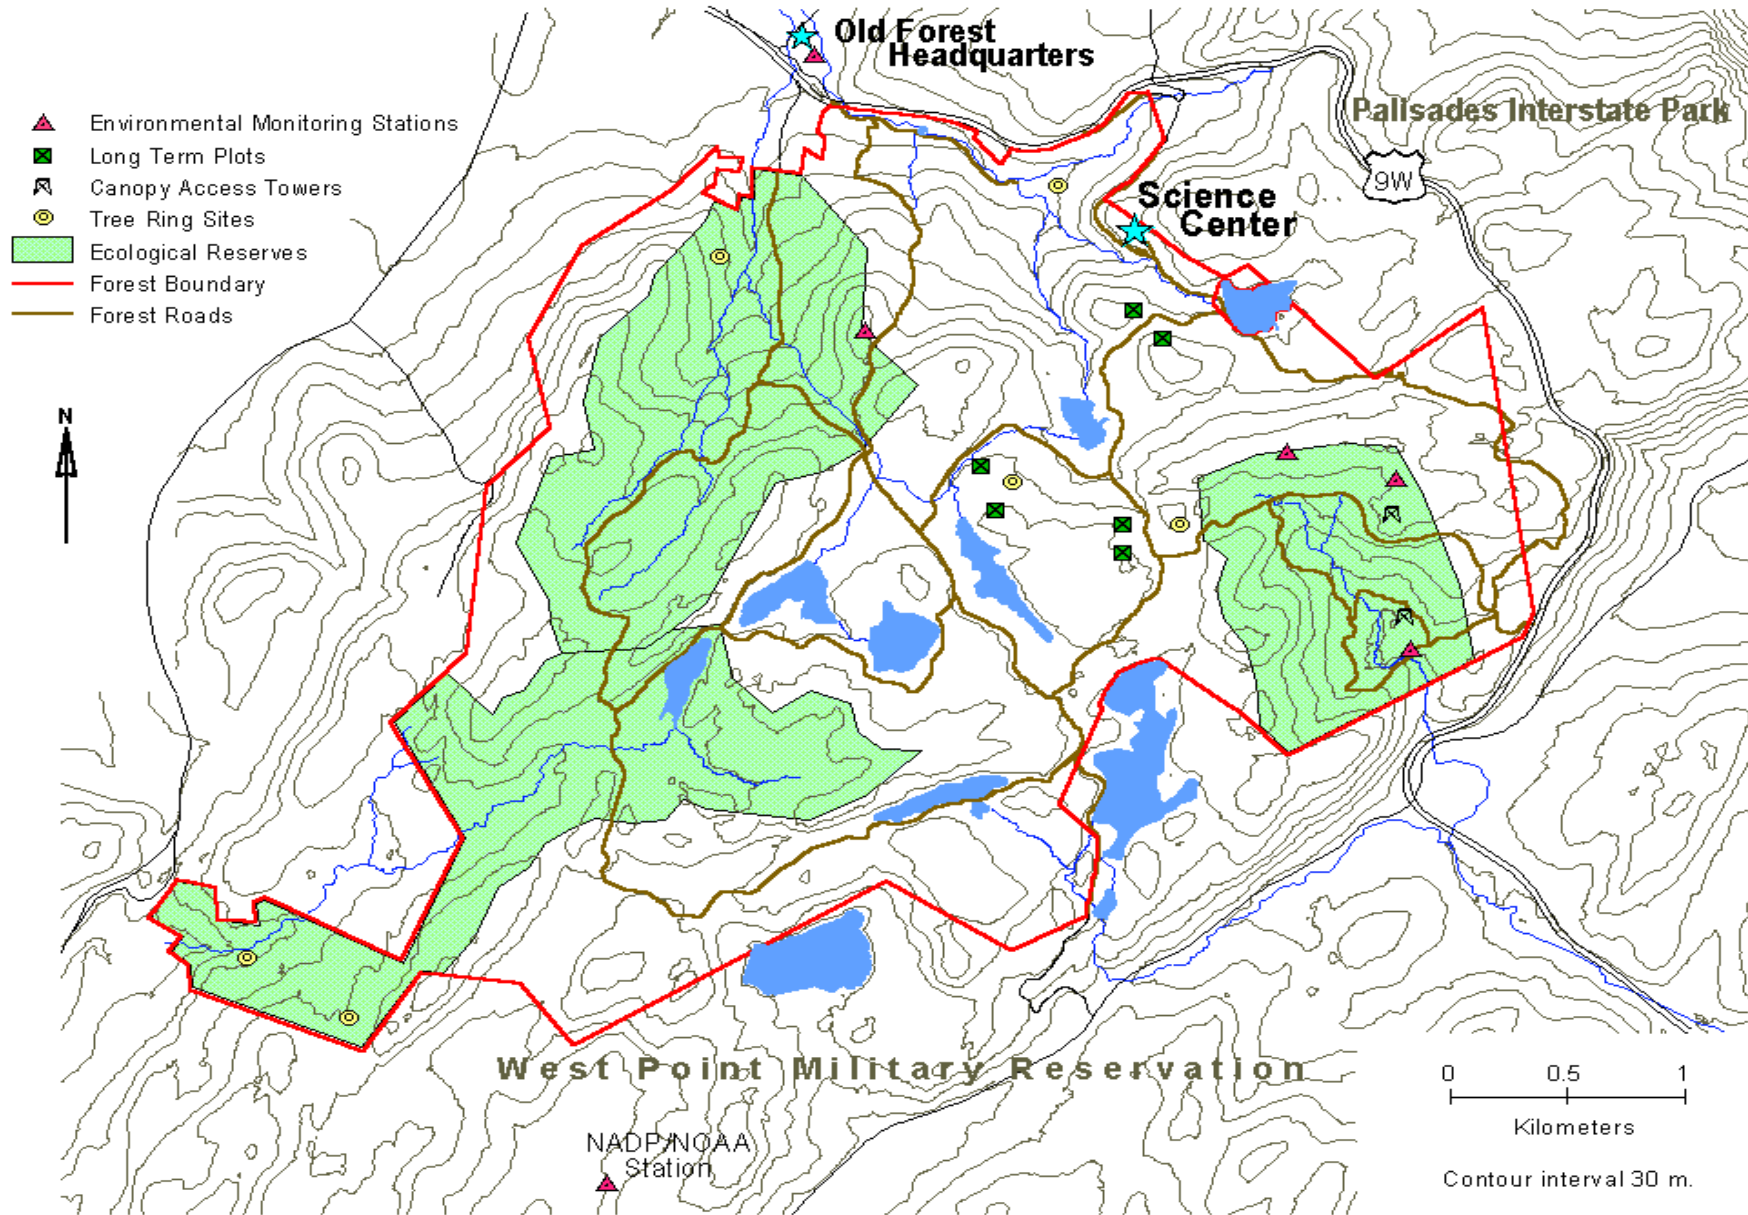 Old Forest
Headquarters
Environmental Monitoring Stations
Long Term Plots
Canopy Access Towers
Tree Ring Sites
Ecological Reserves
Forest Boundary
Forest Roads
Palisades Interstate Park
9W
Science
Center
N
West Point Military Reservation
NADP/NOAA
Station
0 0.5 1
Kilometers
Contour interval 30 m.